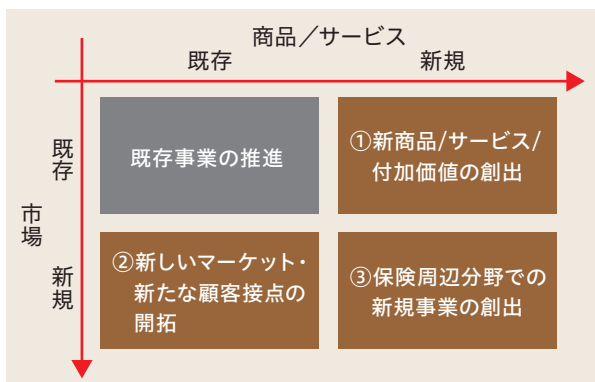 商品／サービス
既存
新規
市場
既存
新規
既存事業の推進
①新商品/サービス/
付加価値の創出
②新しいマーケット・
新たな顧客接点の
開拓
③保険周辺分野での
新規事業の創出